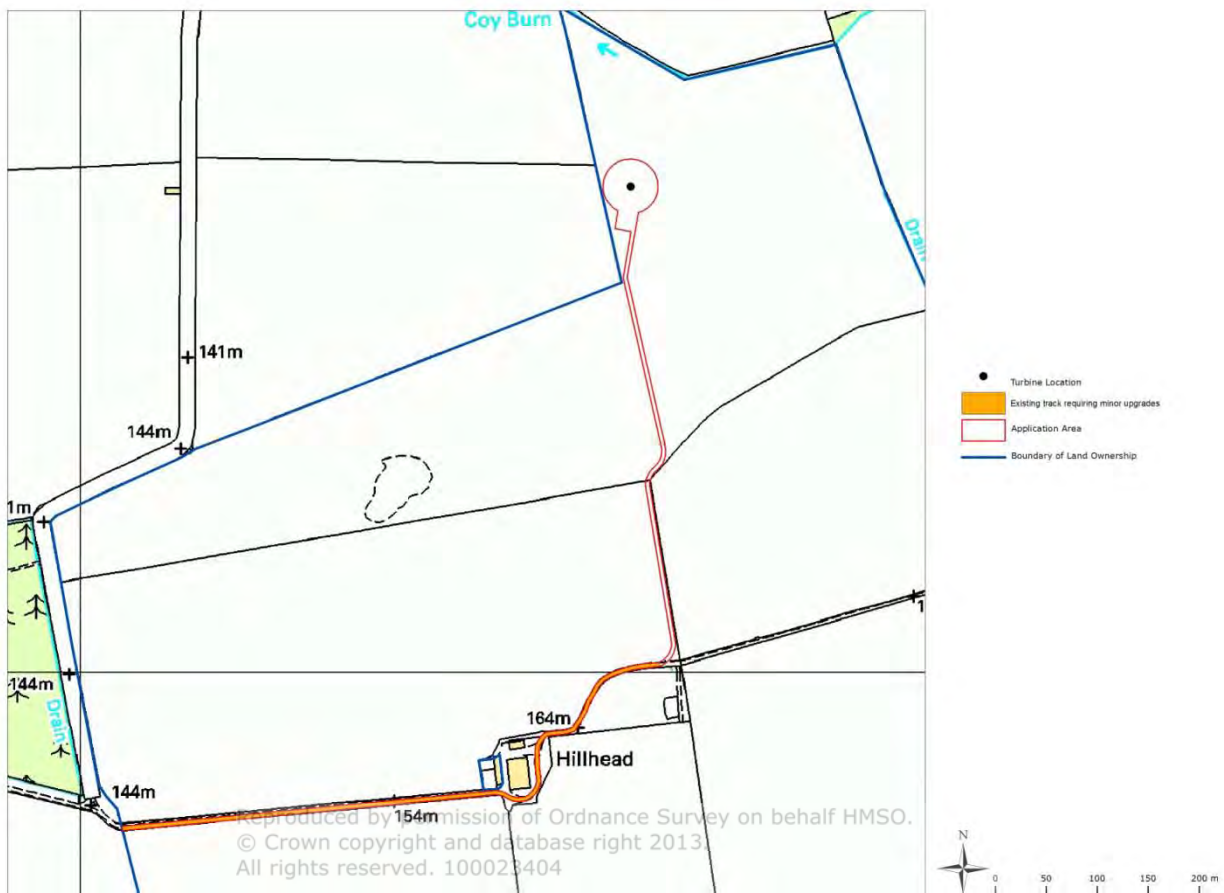 Coy Burn
Drain
141m
144m
1m
144m
Drain
164m
Hillhead
144m
154m
1
Reproduced by permission of Ordnance Survey on behalf HMSO.
© Crown copyright and database right 2013.
All rights reserved. 100023404
Turbine Location
Existing track requiring minor upgrades
Application Area
Boundary of Land Ownership
N
0 50 100 150 200 m